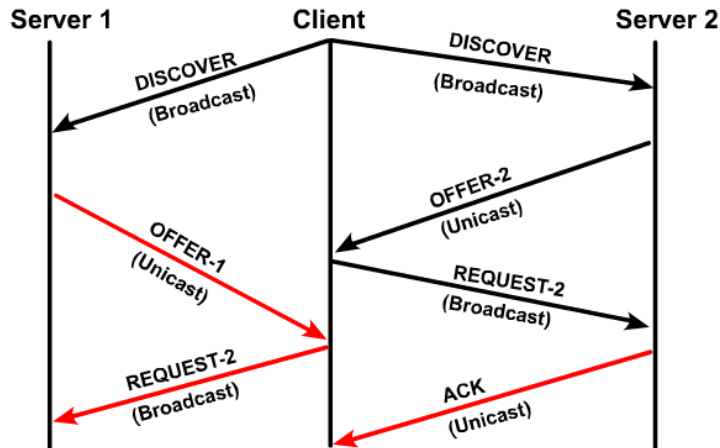 Server 1 Client Server 2
DISCOVER
(Broadcast)
DISCOVER
(Broadcast)
OFFER-2
(Unicast)
OFFER-1
(Unicast)
REQUEST-2
(Broadcast)
REQUEST-2
(Broadcast)
ACK
(Unicast)